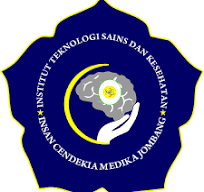 INSTITUT TEKNOLOGI SAINS DAN KESEHATAN
INSAN CENDEKIA MEDIKA JOMBANG